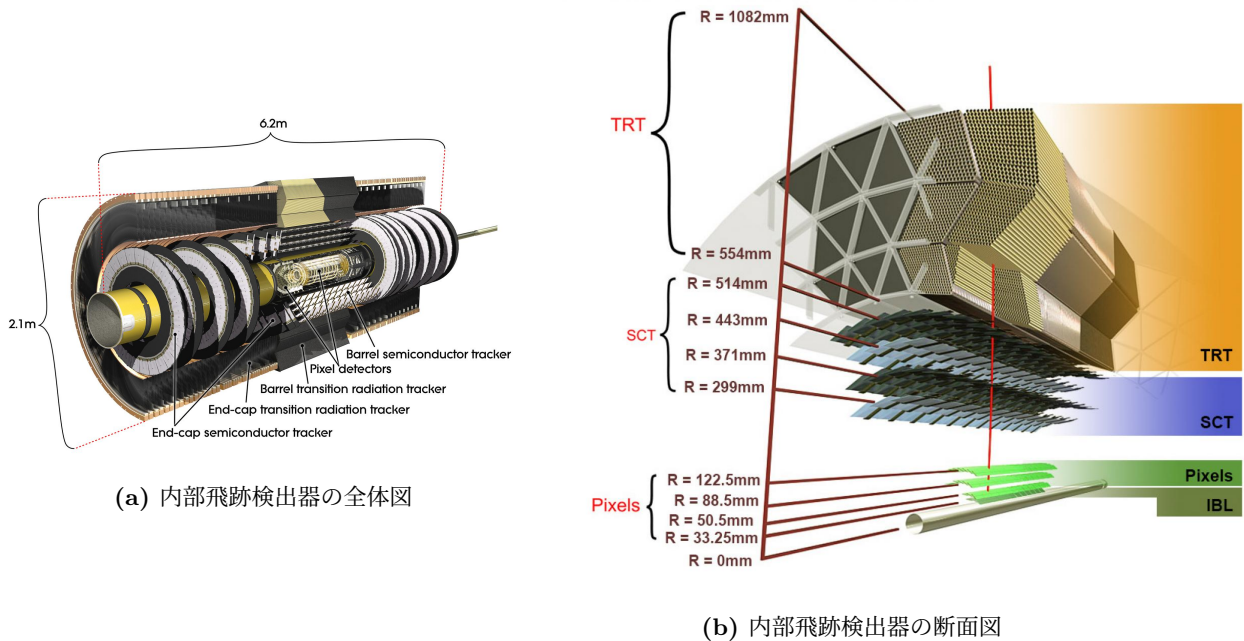 6.2m
2.1m
Barrel semiconductor tracker
Pixel detectors
Barrel transition radiation tracker
End-cap transition radiation tracker
End-cap semiconductor tracker
(a) 内部飛跡検出器の全体図
R = 1082mm
TRT
R = 554mm
R = 514mm
SCT
R = 443mm
R = 371mm
R = 299mm
TRT
SCT
R = 122.5mm
Pixels
R = 88.5mm
R = 50.5mm
R = 33.25mm
R = 0mm
Pixels
IBL
(b) 内部飛跡検出器の断面図